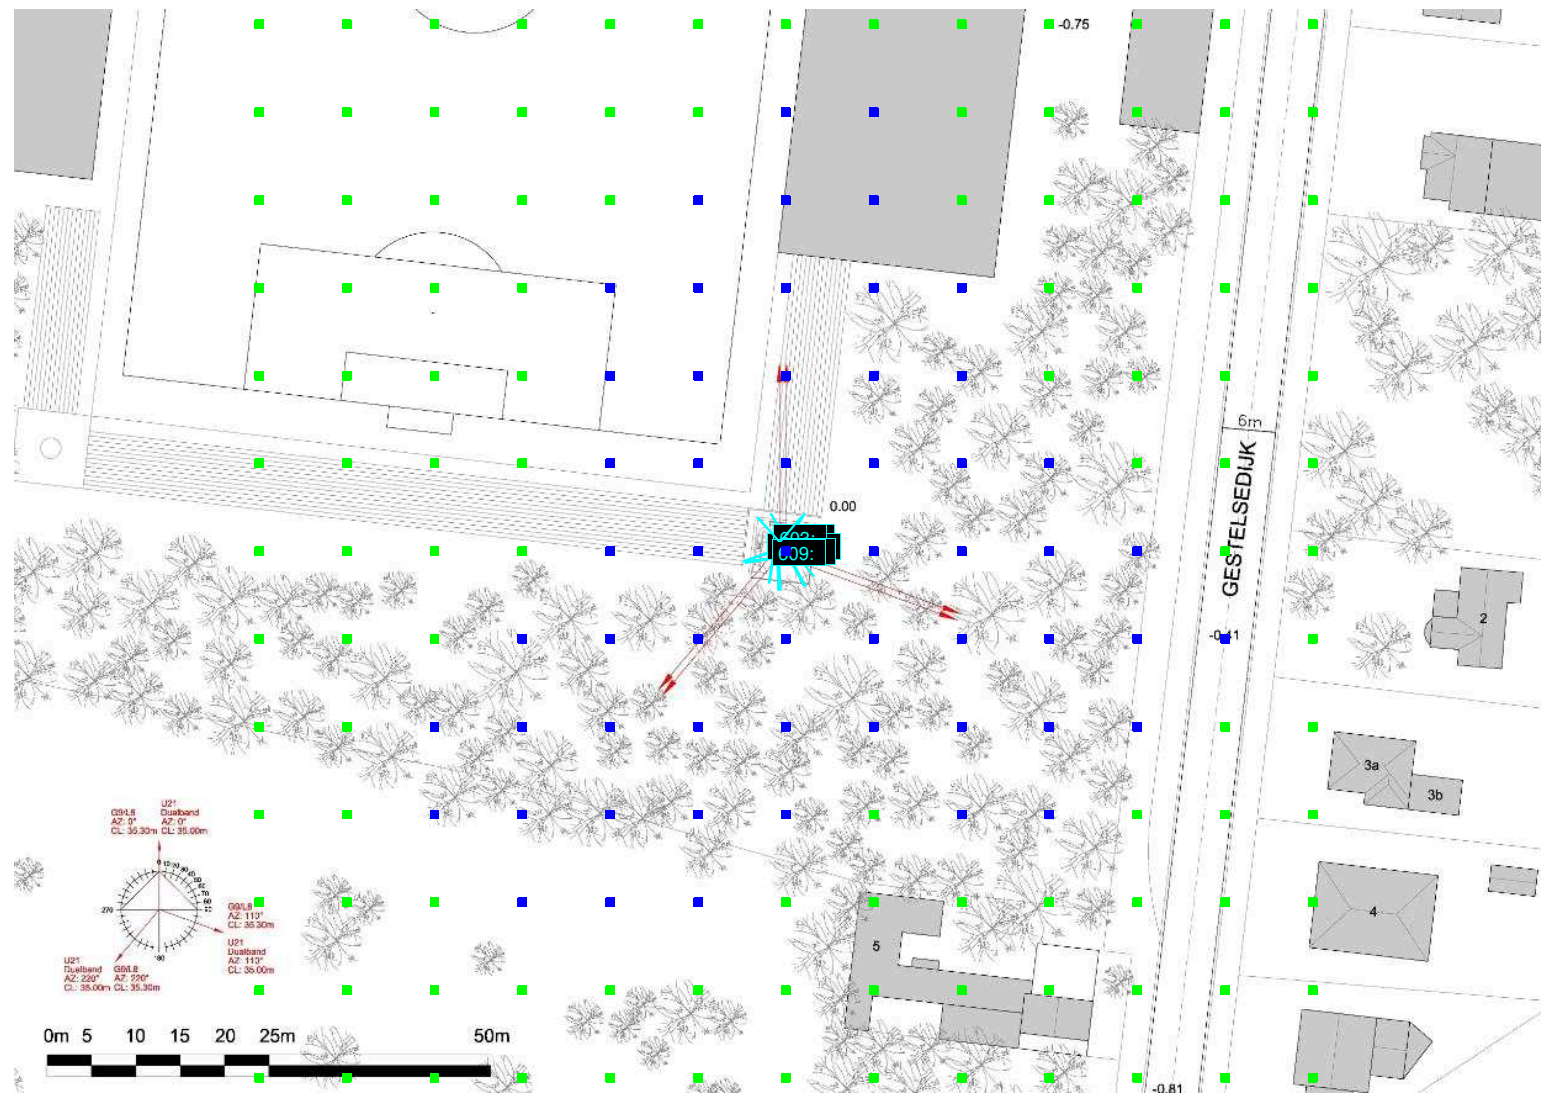 -0.75
6m
GESTELSEDIJK
0.00
609:
2
3a
3b
4
5
U21
Dualband
AZ: 0°
CL: 35.00m
G9/L8
AZ: 0°
CL: 35.30m
270
180
G9/L8
AZ: 110°
CL: 35.30m
U21
Dualband
AZ: 110°
CL: 35.00m
U21
Dualband
AZ: 220°
CL: 35.00m
G9/L8
AZ: 220°
CL: 35.30m
0m 5 10 15 20 25m 50m
-0.81